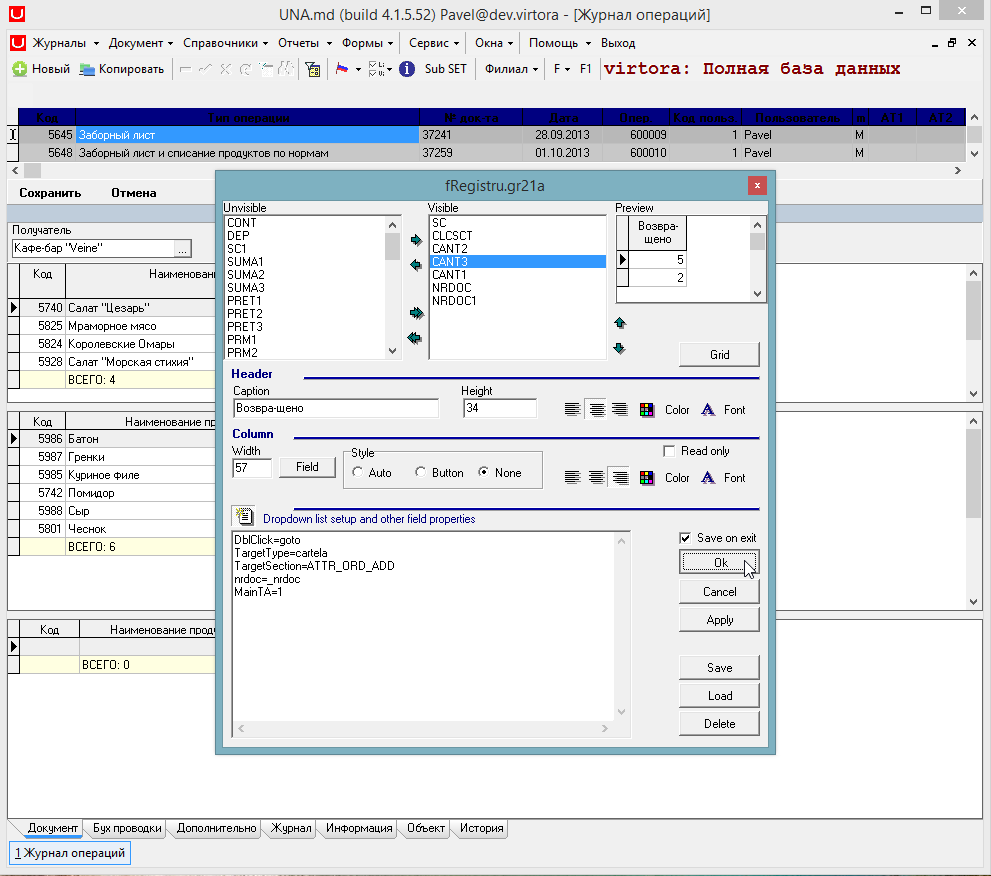 UNA.md (build 4.1.5.52) Pavel@dev.virtora - [Журнал операций]
Журналы Документ Справочники Отчеты Формы Сервис Окна Помощь Выход
Новый Копировать Sub SET Филиал F F1 virtora: Полная база данных
Код Тип операции № док-та Дата Опер. Код польз. Пользователь m A11 A12
5645 Заборный лист 37241 28.09.2013 600009 1 Pavel M
5648 Заборный лист и списание продуктов по нормам 37259 01.10.2013 600010 1 Pavel M
Сохранить Отмена
Получатель
Кафе-бар "Veine" ...
Код Наименован
5740 Салат "Цезарь"
5825 Мраморное мясо
5824 Королевские Омары
5928 Салат "Морская стихия"
ВСЕГО: 4
Код Наименование пр
5986 Батон
5987 Гренки
5985 Куриное филе
5742 Помидор
5988 Сыр
5801 Чеснок
ВСЕГО: 6
Код Наименование проду
ВСЕГО: 0
fRegistru.gr21a
Unvisible
CONT
DEP
SC1
SUMA1
SUMA2
SUMA3
PRET1
PRET2
PRET3
PRM1
PRM2
Visible
SC
CLCSCT
CANT2
CANT3
CANT1
NRDOC
NRDOC1
Preview
Возвра-
щено
5
2
Grid
Header
Caption Height
Возвра-щено 34 Color Font
Column
Width Style Read only
57 Field Auto Button None Color Font
Dropdown list setup and other field properties
DblClick=goto
TargetType=cartela
TargetSection=ATTR_ORD_ADD
nrdoc=_nrdoc
MainTA=1
Save on exit
Ok
Cancel
Apply
Save
Load
Delete
Документ Бух проводки Дополнительно Журнал Информация Объект История
1 Журнал операций